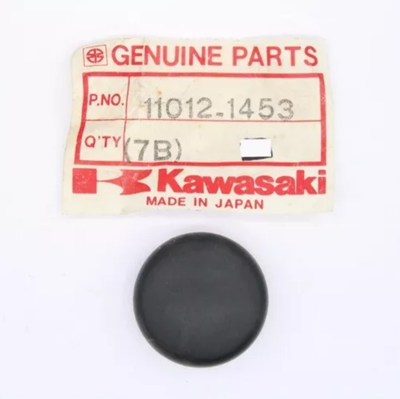 GENUINE PARTS
P.NO. 11012-1453
Q'TY (7B)
Kawasaki
MADE IN JAPAN